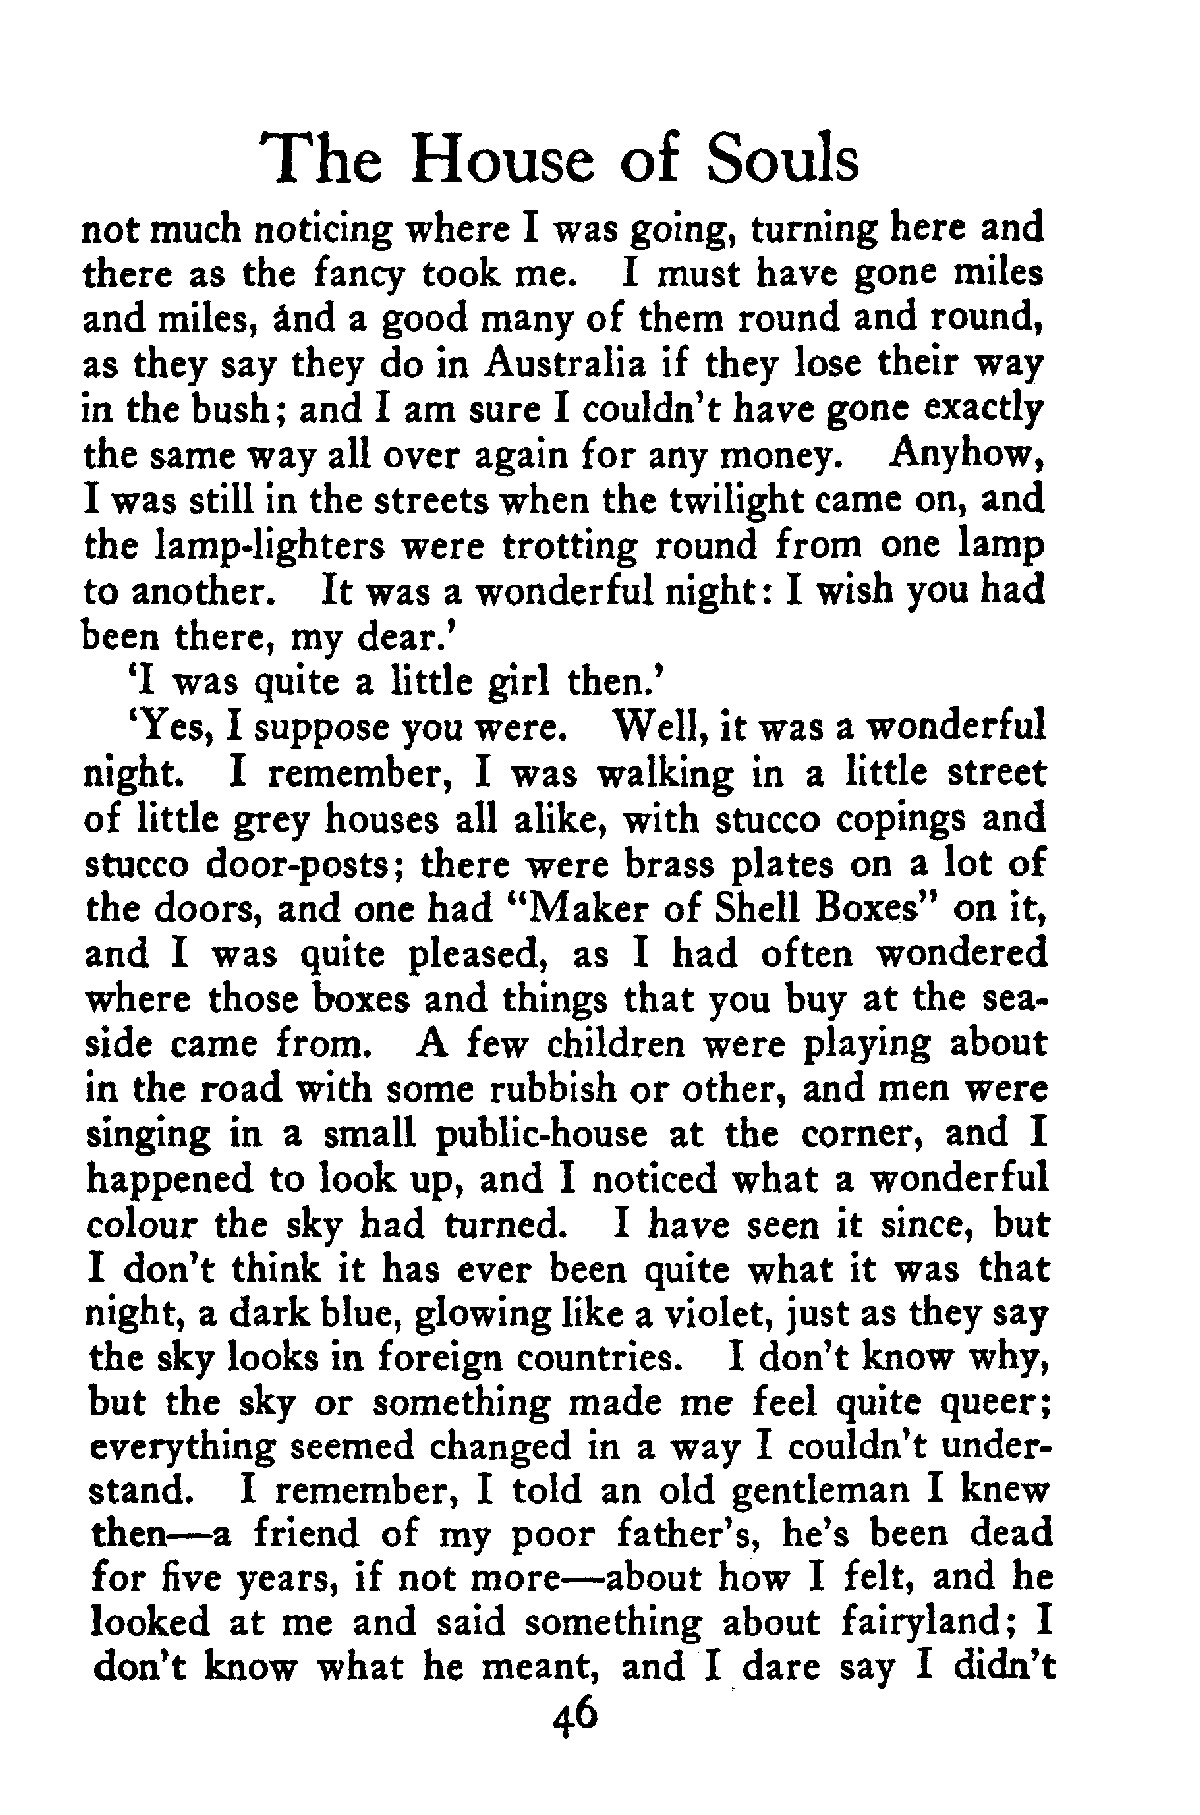 The House of Souls
not much noticing where I was going, turning here and
there as the fancy took me. I must have gone miles
and miles, and a good many of them round and round,
as they say they do in Australia if they lose their way
in the bush; and I am sure I couldn't have gone exactly
the same way all over again for any money. Anyhow,
I was still in the streets when the twilight came on, and
the lamp-lighters were trotting round from one lamp
to another. It was a wonderful night: I wish you had
been there, my dear.'
'I was quite a little girl then.'
'Yes, I suppose you were. Well, it was a wonderful
night. I remember, I was walking in a little street
of little grey houses all alike, with stucco copings and
stucco door-posts; there were brass plates on a lot of
the doors, and one had "Maker of Shell Boxes" on it,
and I was quite pleased, as I had often wondered
where those boxes and things that you buy at the sea-
side came from. A few children were playing about
in the road with some rubbish or other, and men were
singing in a small public-house at the corner, and I
happened to look up, and I noticed what a wonderful
colour the sky had turned. I have seen it since, but
I don't think it has ever been quite what it was that
night, a dark blue, glowing like a violet, just as they say
the sky looks in foreign countries. I don't know why,
but the sky or something made me feel quite queer;
everything seemed changed in a way I couldn't under-
stand. I remember, I told an old gentleman I knew
then—a friend of my poor father's, he's been dead
for five years, if not more—about how I felt, and he
looked at me and said something about fairyland; I
don't know what he meant, and I dare say I didn't
46